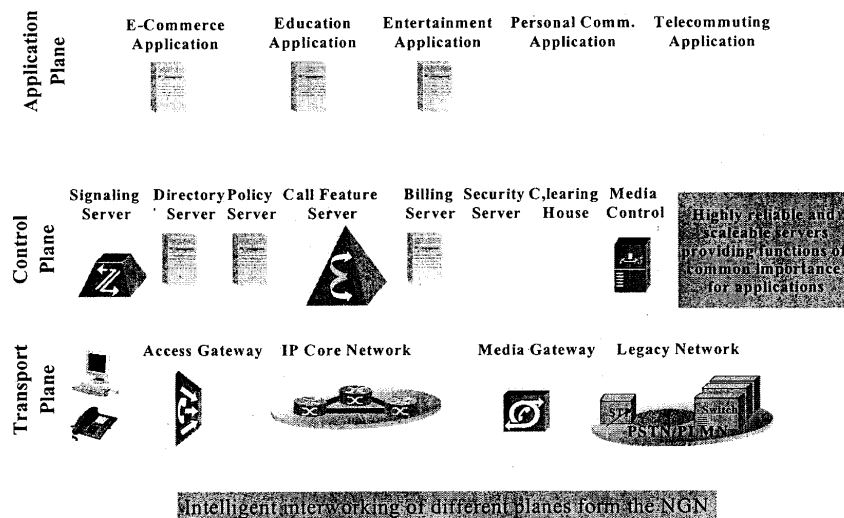 Application
Plane
E-Commerce
Application
Education
Application
Entertainment
Application
Personal Comm.
Application
Telecommuting
Application
Control
Plane
Signaling
Server
Directory
Server
Policy
Server
Call Feature
Server
Billing
Server
Security
Server
C,learing
House
Media
Control
Highly reliable and
scaleable servers
providing functions of
common importance
for applications
Transport
Plane
Access Gateway
IP Core Network
Media Gateway
Legacy Network
STP
Switch
PSTN/PLMN
Intelligent interworking of different planes form the NGN